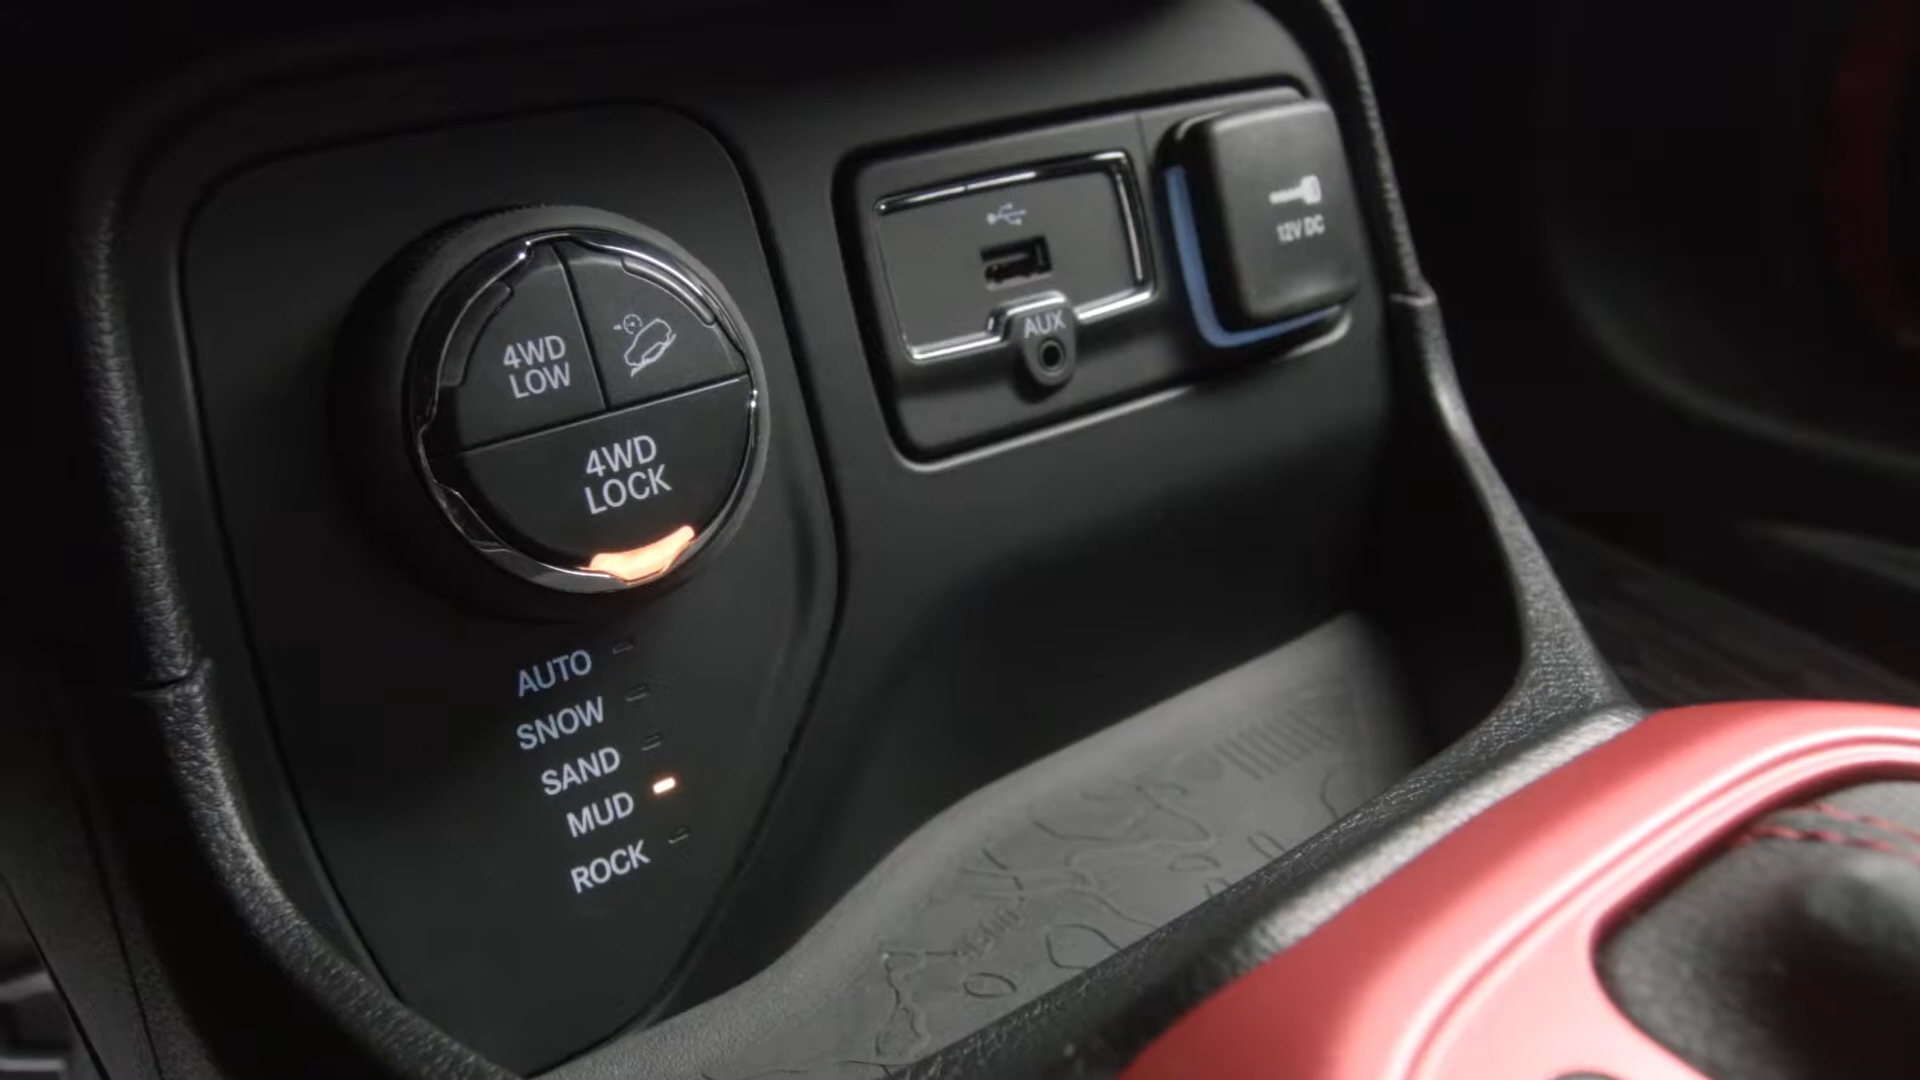 4WD
LOW
4WD
LOCK
AUTO
SNOW
SAND
MUD
ROCK
AUX
12V DC